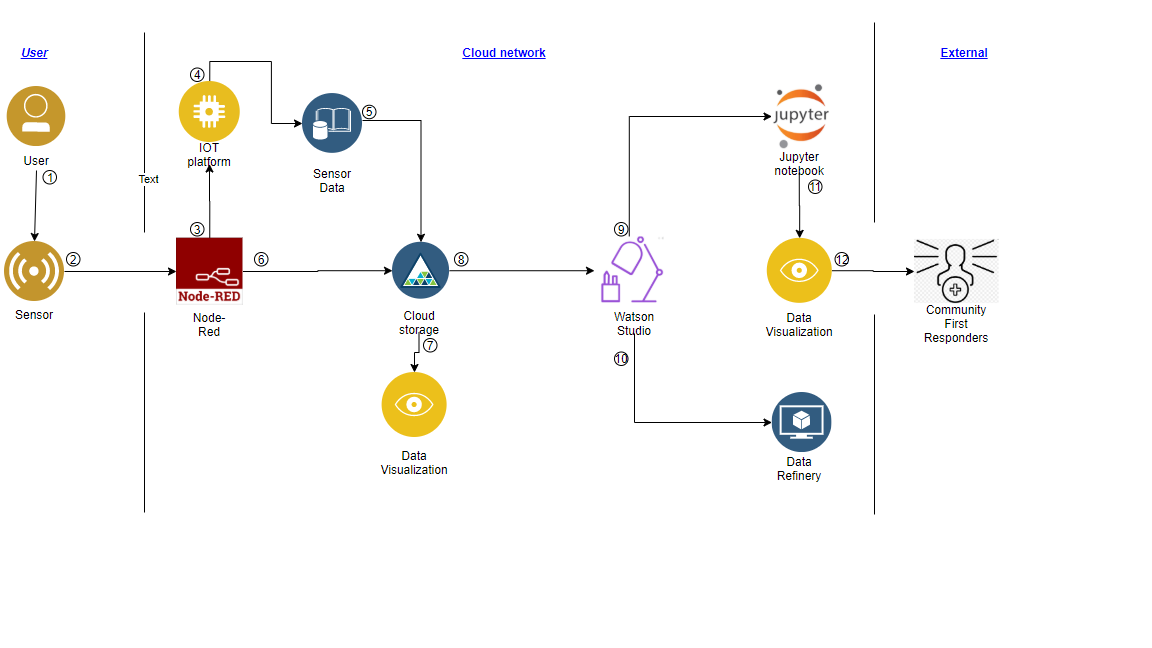 User
Cloud network
External
④
⑤
jupyter
User
①
IOT
platform
Sensor
Data
Jupyter
notebook
⑪
Text
③
⑨
②
⑥
⑧
⑫
Node-RED
Sensor
Node-
Red
Cloud
storage
⑦
Watson
Studio
⑩
Data
Visualization
Community
First
Responders
Data
Visualization
Data
Refinery